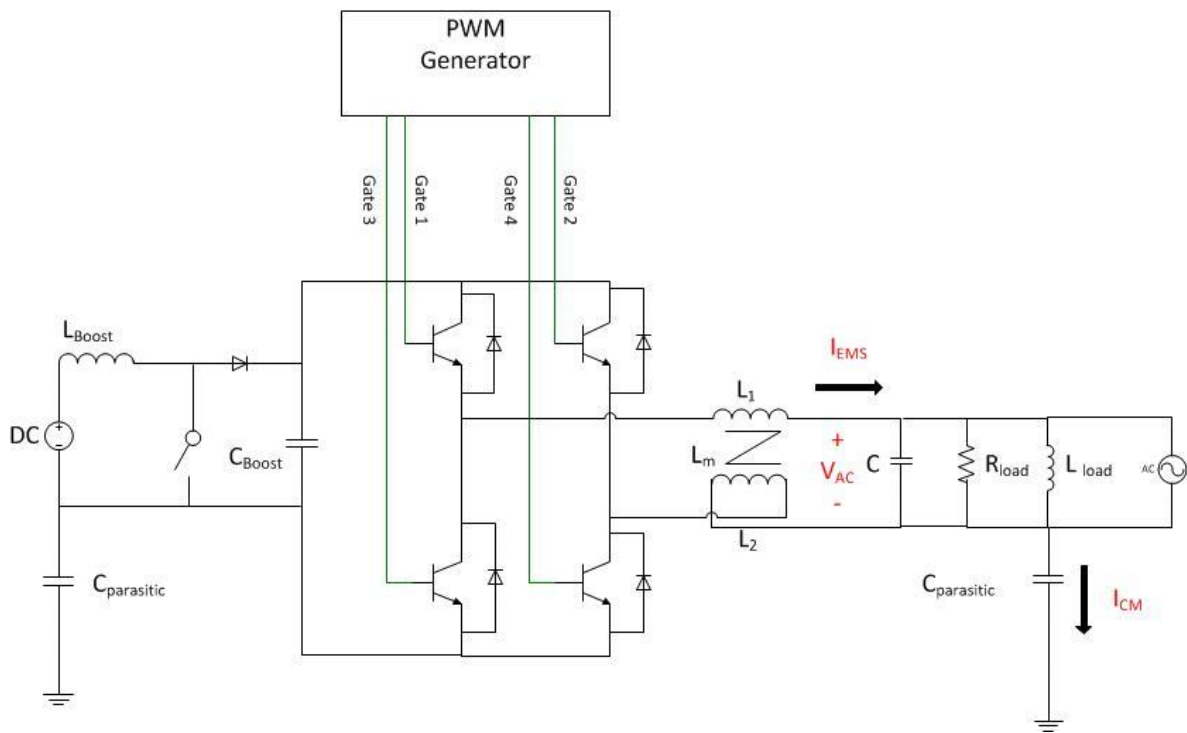 PWM
Generator
Gate 3
Gate 1
Gate 4
Gate 2
LBoost
DC
+
-
CBoost
Cparasitic
L1
Lm
L2
IEMS
+
VAC
-
C
Rload
L load
AC
Cparasitic
ICM